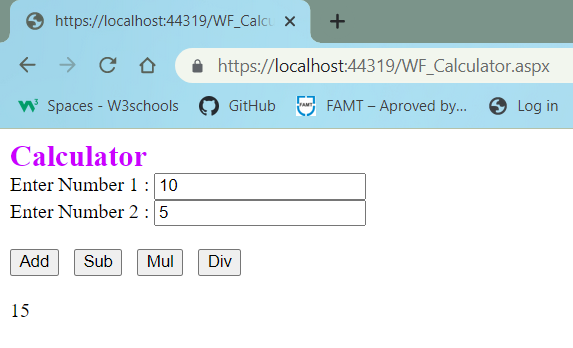 https://localhost:44319/WF_Calcu
https://localhost:44319/WF_Calculator.aspx
Spaces - W3schools GitHub FAMT – Aproved by... Log in
Calculator
Enter Number 1 : 10
Enter Number 2 : 5
Add Sub Mul Div
15